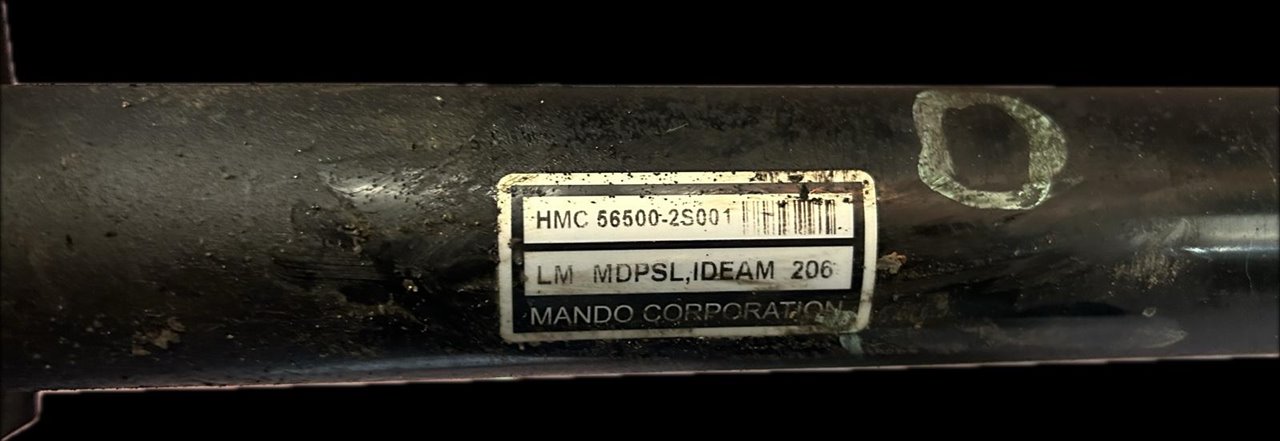 HMC 56500-2S001
LM MDPSL,IDEAM 206
MANDO CORPORATION